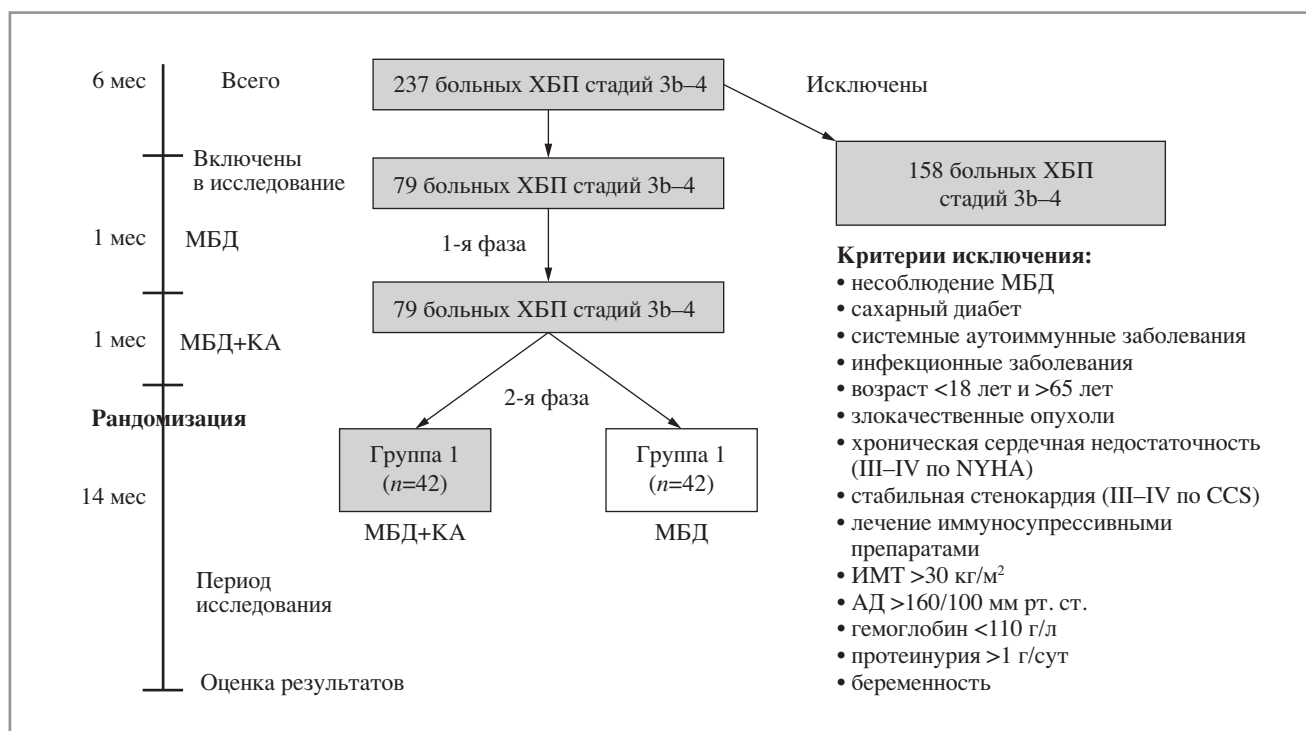 6 мес
Всего
237 больных ХБП стадий 3b–4
Исключены
Включены
в исследование
79 больных ХБП стадий 3b–4
158 больных ХБП
стадий 3b–4
1 мес
МБД
1-я фаза
79 больных ХБП стадий 3b–4
1 мес
МБД+КА
2-я фаза
Рандомизация
Группа 1
(n=42)
МБД+КА
Группа 1
(n=42)
МБД
14 мес
Период
исследования
Оценка результатов
Критерии исключения:
• несоблюдение МБД
• сахарный диабет
• системные аутоиммунные заболевания
• инфекционные заболевания
• возраст <18 лет и >65 лет
• злокачественные опухоли
• хроническая сердечная недостаточность
(III–IV по NYHA)
• стабильная стенокардия (III–IV по CCS)
• лечение иммуносупрессивными
препаратами
• ИМТ >30 кг/м²
• АД >160/100 мм рт. ст.
• гемоглобин <110 г/л
• протеинурия >1 г/сут
• беременность